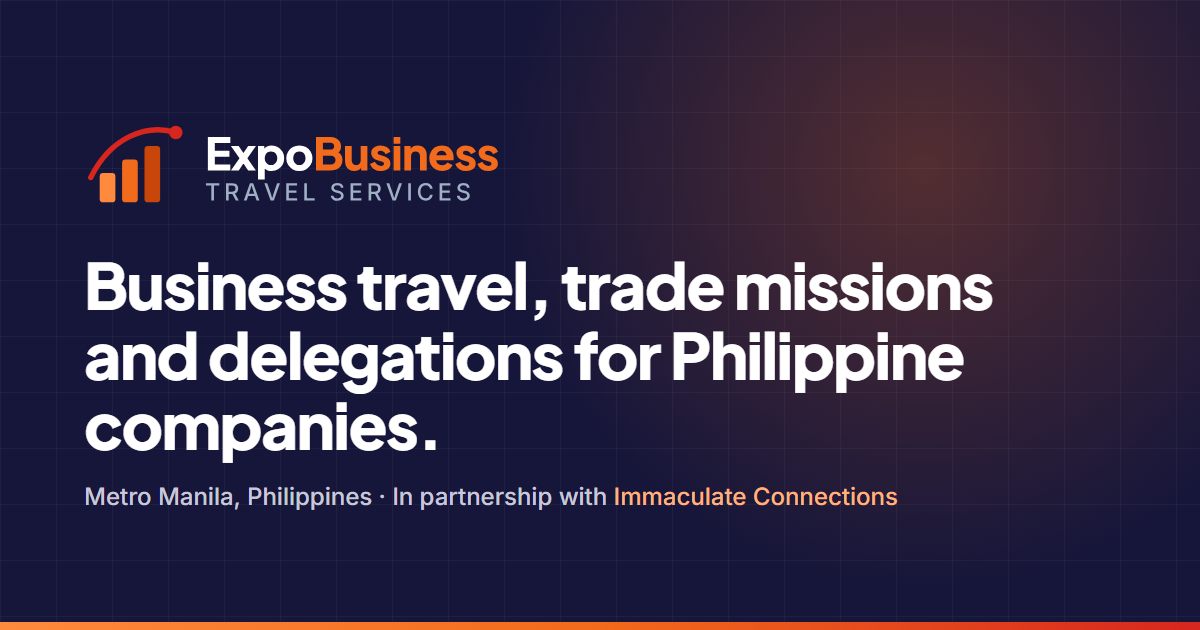 ExpoBusiness
TRAVEL SERVICES
Business travel, trade missions
and delegations for Philippine
companies.
Metro Manila, Philippines · In partnership with Immaculate Connections